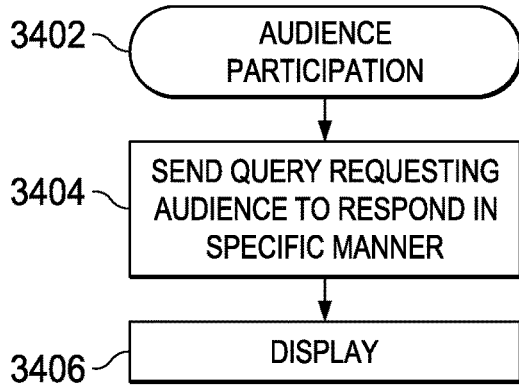 3402
AUDIENCE
PARTICIPATION
3404
SEND QUERY REQUESTING
AUDIENCE TO RESPOND IN
SPECIFIC MANNER
3406
DISPLAY